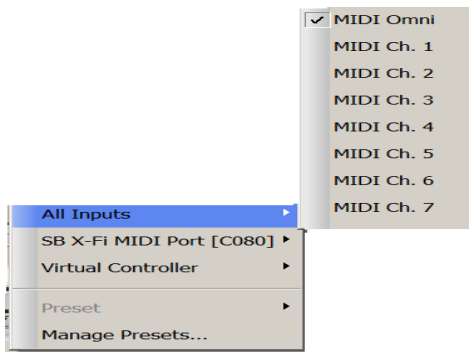 MIDI Omni
MIDI Ch. 1
MIDI Ch. 2
MIDI Ch. 3
MIDI Ch. 4
MIDI Ch. 5
MIDI Ch. 6
MIDI Ch. 7
All Inputs
SB X-Fi MIDI Port [C080]
Virtual Controller
Preset
Manage Presets...